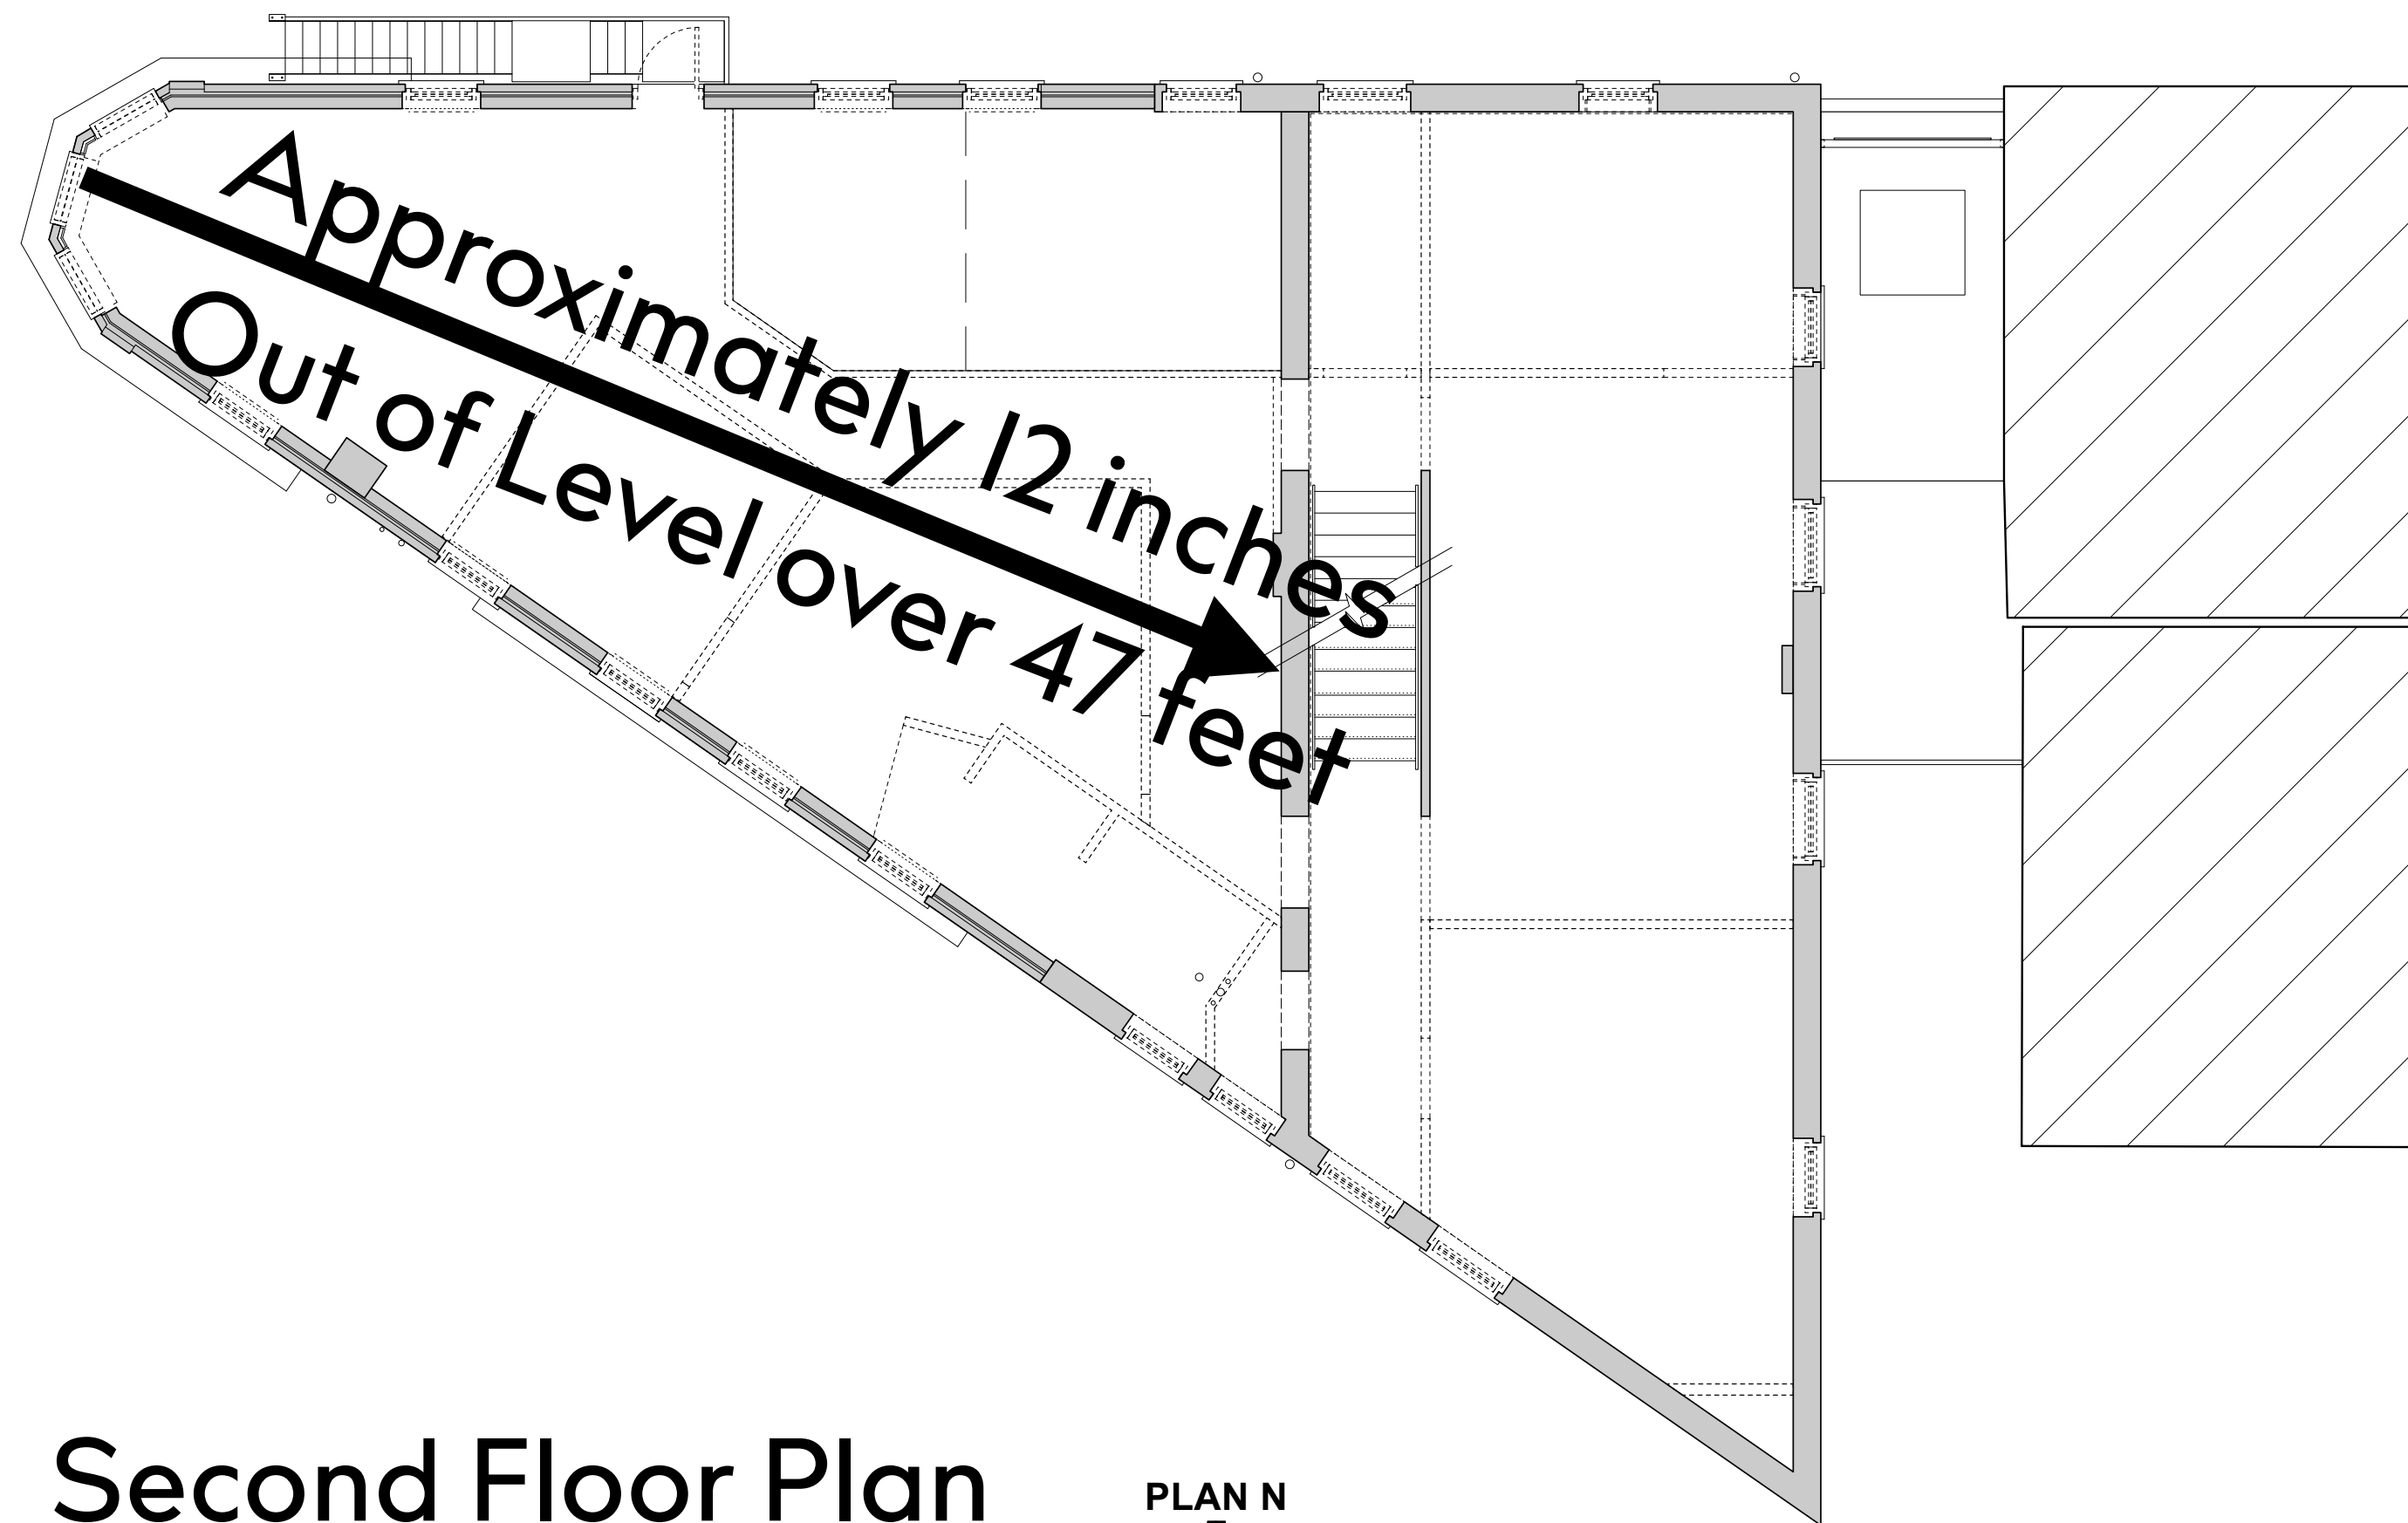 Approximately 12 inches
Out of Level over 47 feet
Second Floor Plan
PLAN N